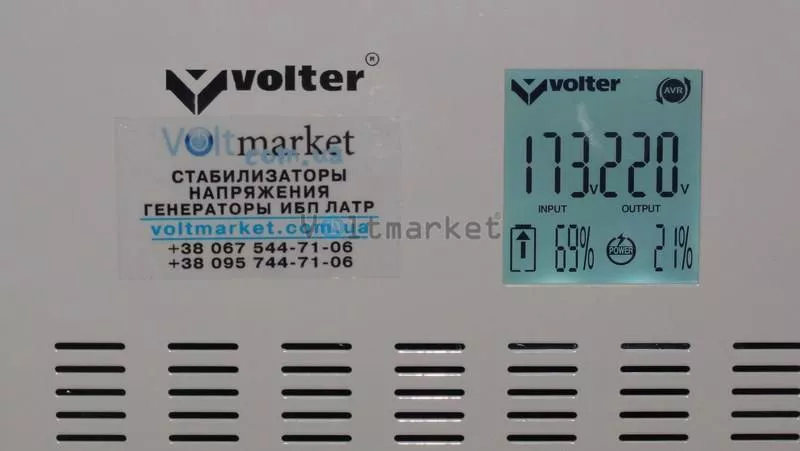 volter ®
Voltmarket
.com.ua
СТАБИЛИЗАТОРЫ
НАПРЯЖЕНИЯ
ГЕНЕРАТОРЫ ИБП ЛАТР
voltmarket.com.ua
+38 067 544-71-06
+38 095 744-71-06
Voltmarket
volter AVR
173V 220V
INPUT OUTPUT
69% POWER 21%